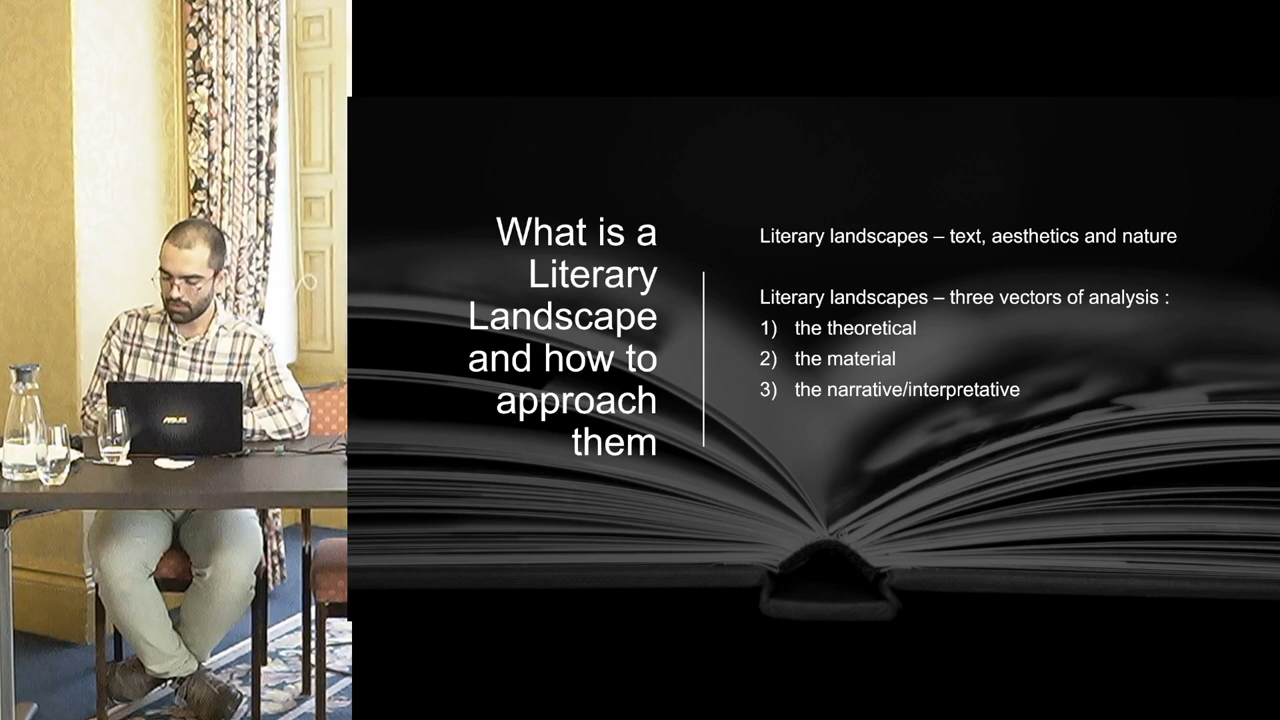 What is a
Literary
Landscape
and how to
approach
them
Literary landscapes – text, aesthetics and nature
Literary landscapes – three vectors of analysis :
1) the theoretical
2) the material
3) the narrative/interpretative
ASUS